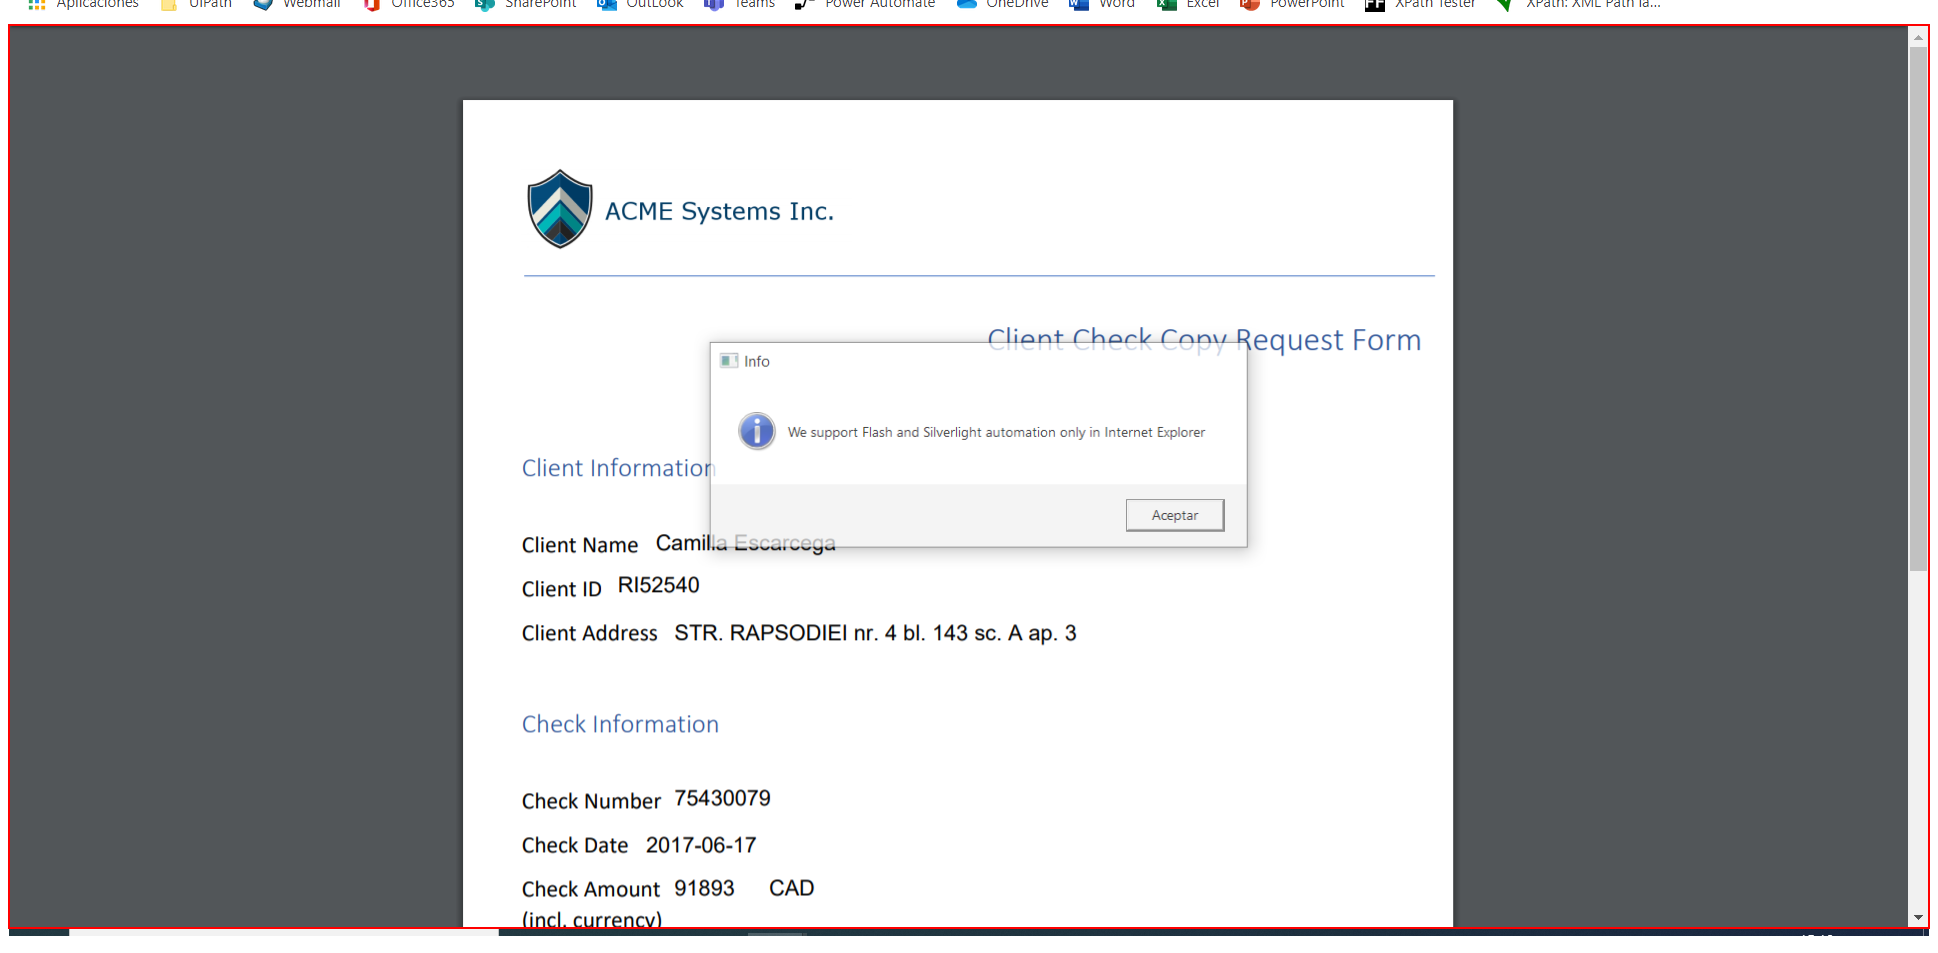 Aplicaciones UiPath Webmail Office365 SharePoint OutLook Teams Power Automate OneDrive Word Excel PowerPoint FF XPath Tester XPath: XML Path la...
ACME Systems Inc.
Client Check Copy Request Form
Info
We support Flash and Silverlight automation only in Internet Explorer
Aceptar
Client Information
Client Name Camilla Escarcega
Client ID RI52540
Client Address STR. RAPSODIEI nr. 4 bl. 143 sc. A ap. 3
Check Information
Check Number 75430079
Check Date 2017-06-17
Check Amount 91893 CAD
(incl. currency)